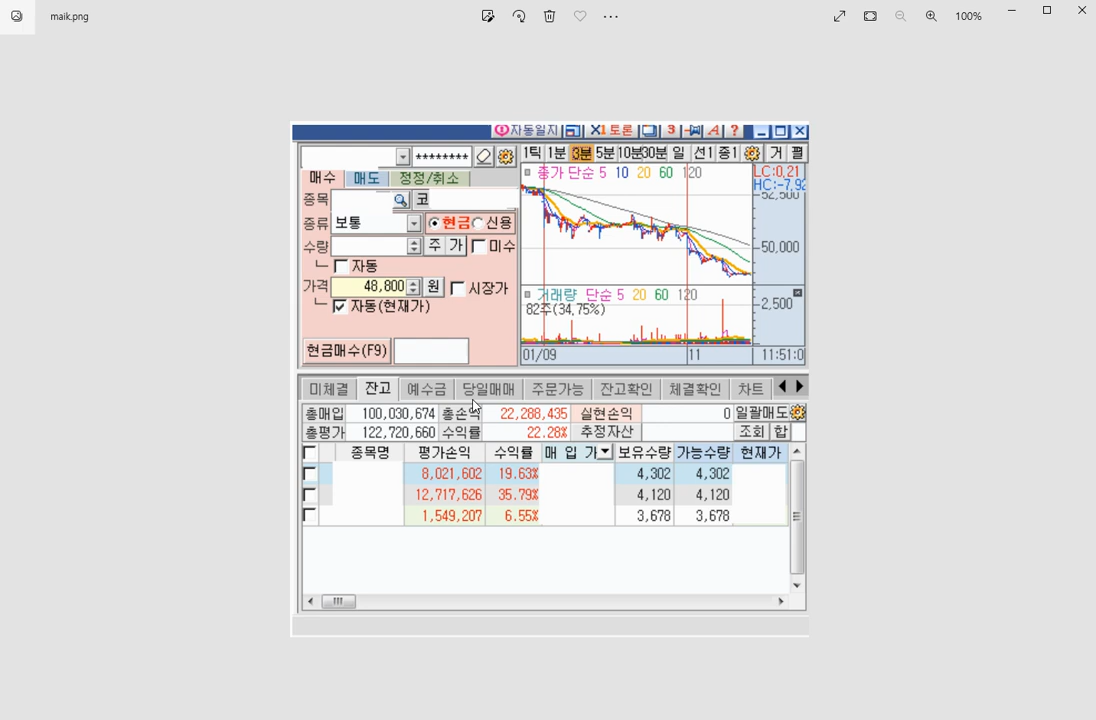 maik.png
100%
자동일지 X1 토론 3 A ?
******** 1틱 1분 3분 5분 10분 30분 일 선1 종1 거 펼
매수 매도 정정/취소
종가 단순 5 10 20 60 120
LC:0,21
HC:-7,92
52,500
종목 코
종류 보통 현금 신용
수량 주 가 미수
50,000
자동
가격 48,800 원 시장가
거래량 단순 5 20 60 120
자동(현재가)
82주(34,75%)
2,500
현금매수(F9)
01/09 11 11:51:0
미체결 잔고 예수금 당일매매 주문가능 잔고확인 체결확인 차트
총매입 100,030,674 총손익 22,288,435 실현손익 0 일괄매도
총평가 122,720,660 수익률 22.28% 추정자산 조회 합
종목명 평가손익 수익률 매 입 가 보유수량 가능수량 현재가
8,021,602 19.63% 4,302 4,302
12,717,626 35.79% 4,120 4,120
1,549,207 6.55% 3,678 3,678